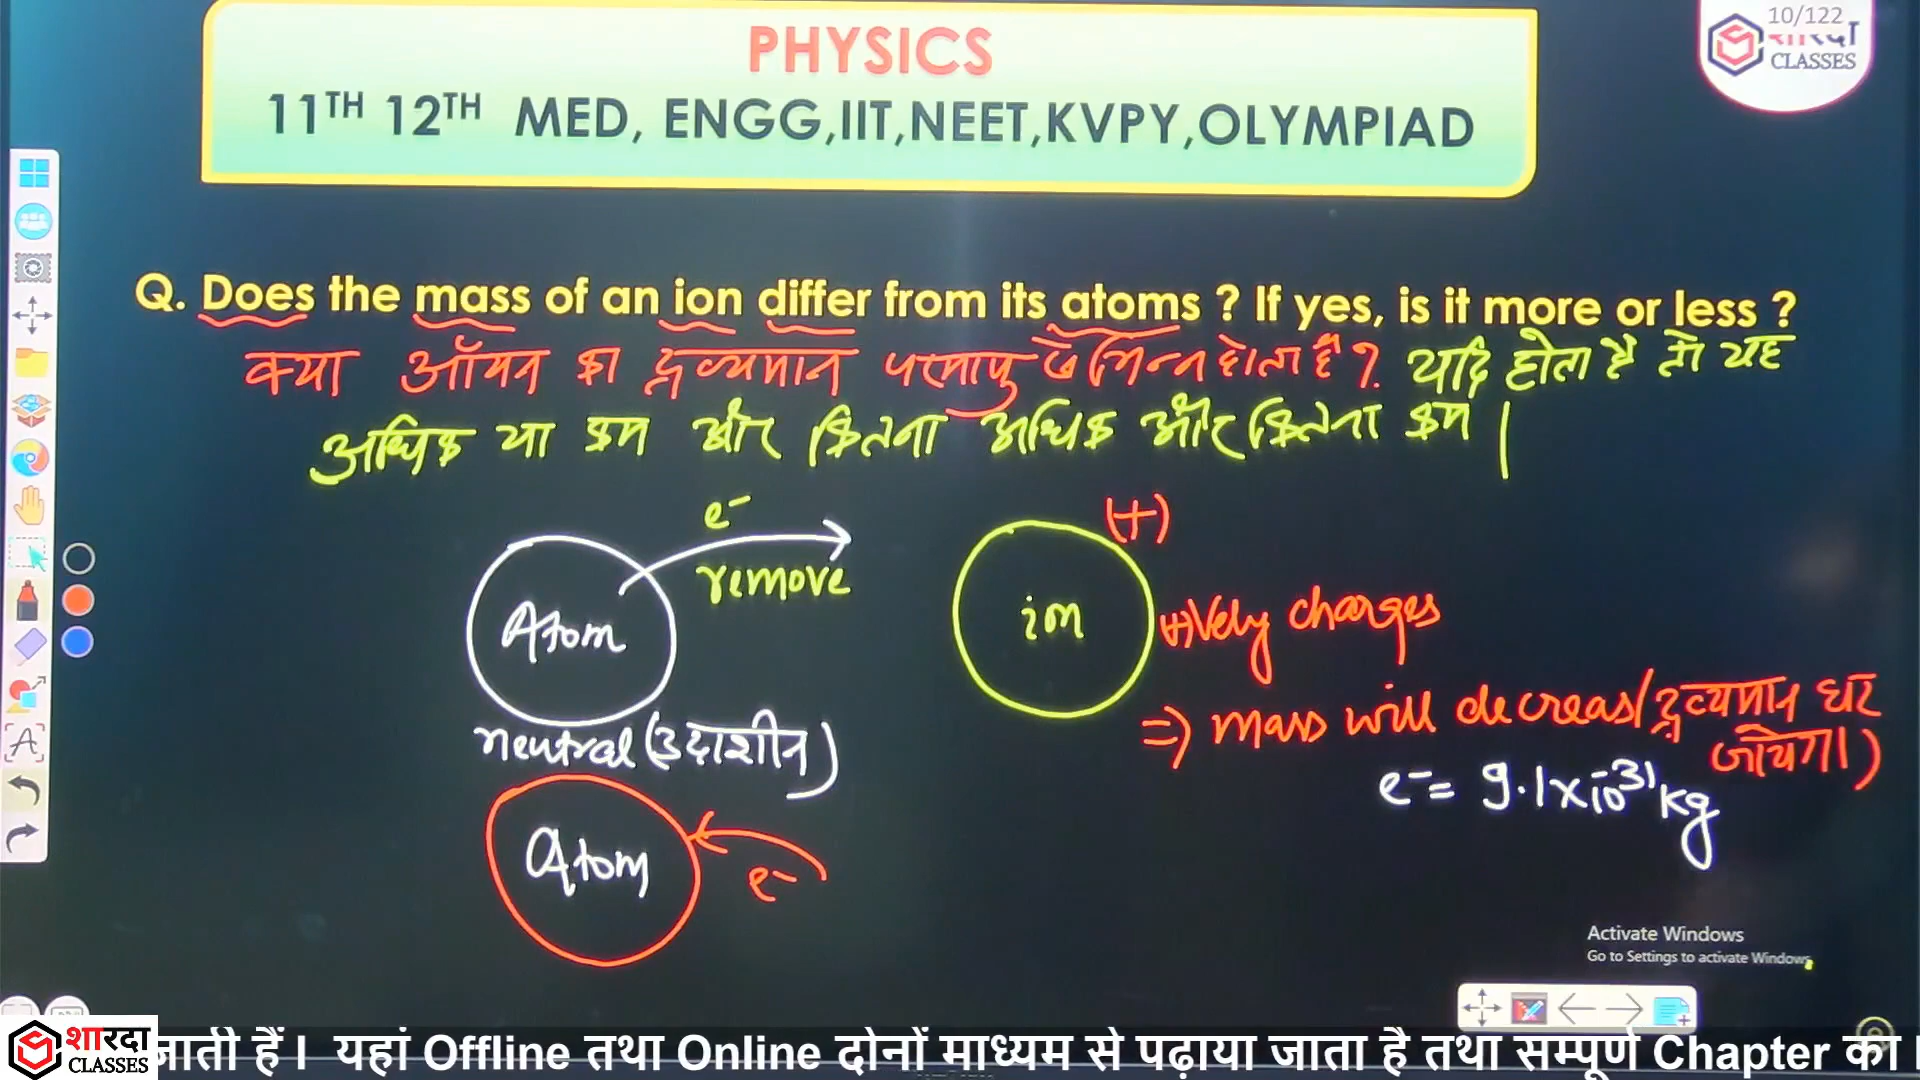 PHYSICS
11TH 12TH MED, ENGG,IIT,NEET,KVPY,OLYMPIAD
10/122
शारदा
CLASSES
Q. Does the mass of an ion differ from its atoms ? If yes, is it more or less ?
क्या ऑयन का द्रव्यमान परमाणु से भिन्न होता है ? यदि होता है तो यह
अधिक या कम और कितना अधिक और कितना कम |
e-
remove
Atom
neutral (उदाशीन)
(+)
ion
(+)vely charges
=) mass will decreas/द्रव्यमान घट
जायेगा)
e- = 9.1x10-31 kg
Atom
e-
Activate Windows
Go to Settings to activate Windows.
शारदा
CLASSES
जाती हैं। यहां Offline तथा Online दोनों माध्यम से पढ़ाया जाता है तथा सम्पूर्ण Chapter का